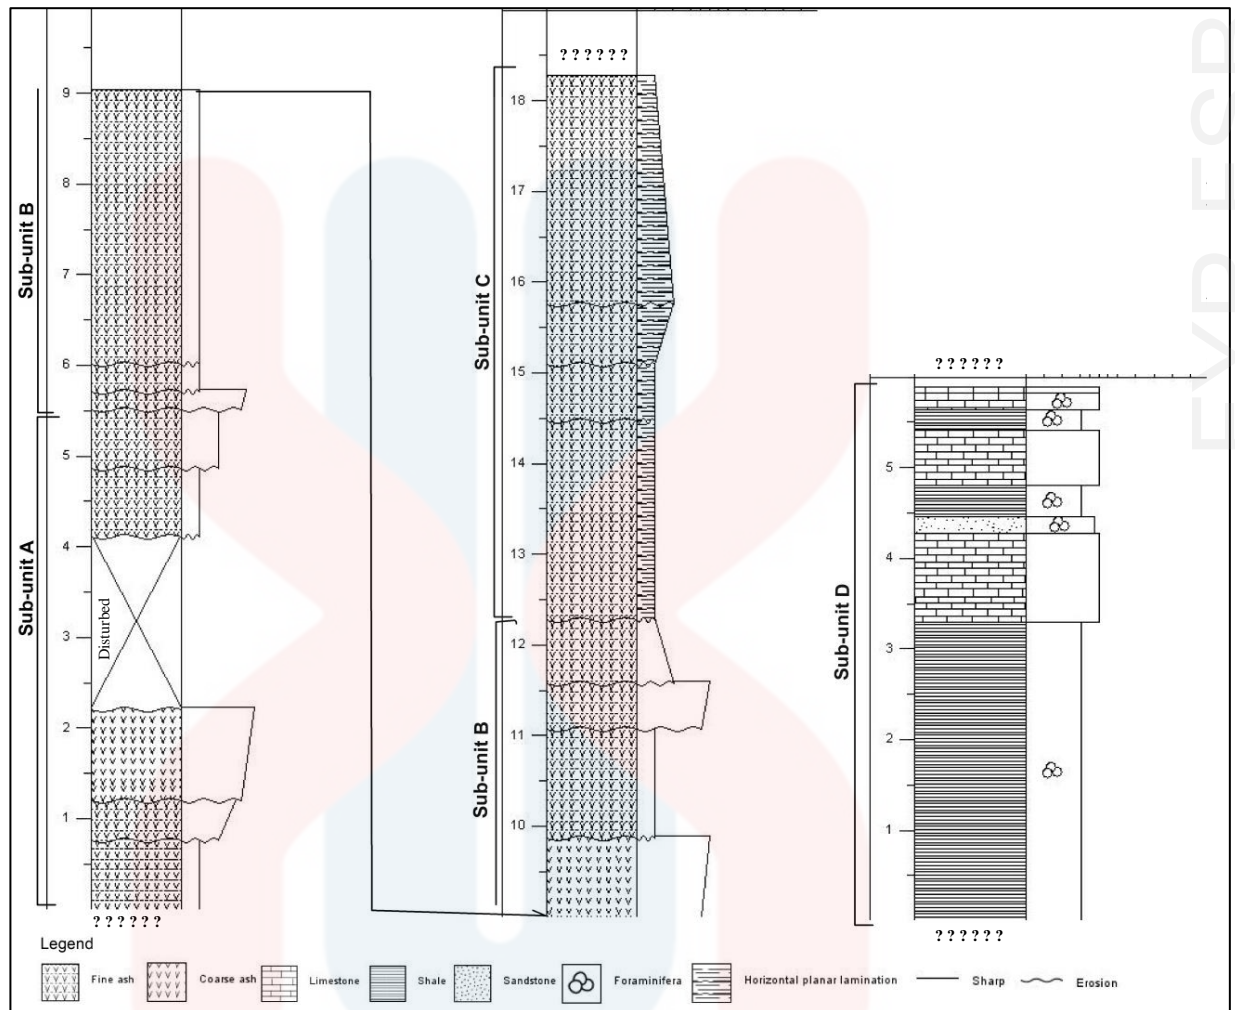 ? ? ? ? ? ?
9
8
7
6
5
4
3
2
1
Sub-unit B
Sub-unit A
Disturbed
? ? ? ? ? ?
18
17
16
15
14
13
12
11
10
Sub-unit C
Sub-unit B
? ? ? ? ? ?
5
4
3
2
1
Sub-unit D
? ? ? ? ? ?
Legend
Fine ash
Coarse ash
Limestone
Shale
Sandstone
Foraminifera
Horizontal planar lamination
Sharp
Erosion
FYP FSB